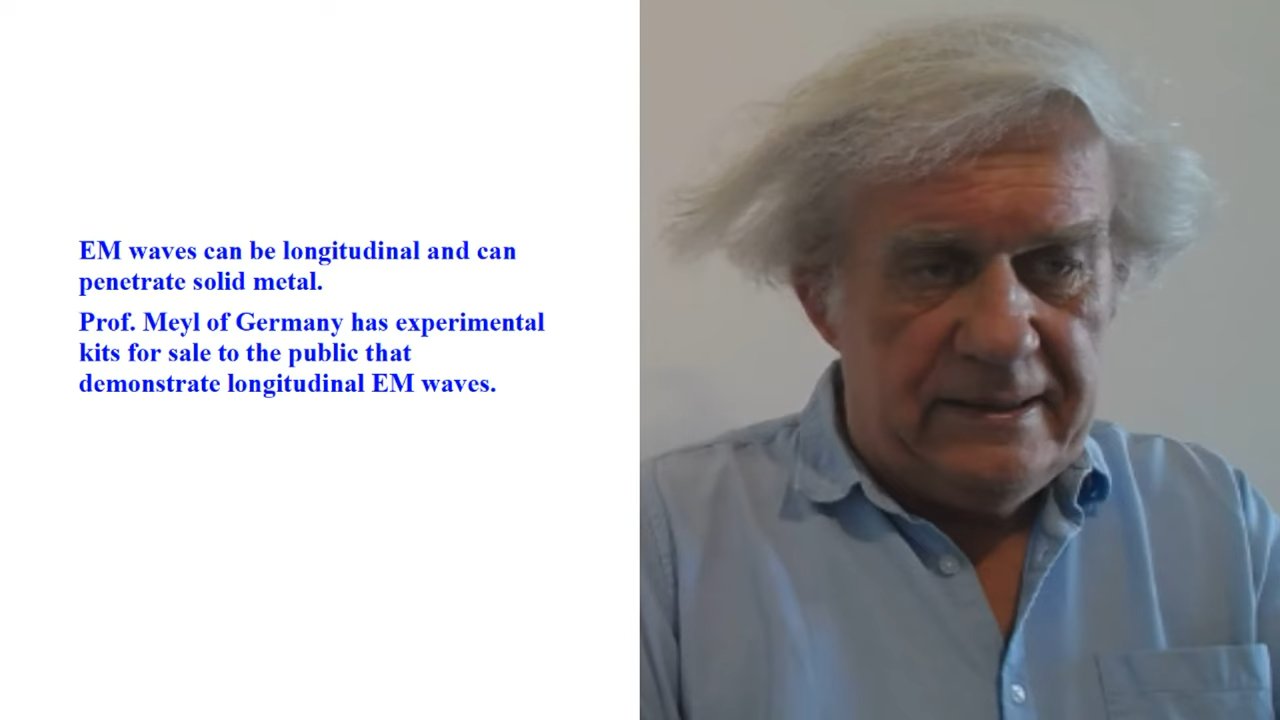 EM waves can be longitudinal and can
penetrate solid metal.
Prof. Meyl of Germany has experimental
kits for sale to the public that
demonstrate longitudinal EM waves.